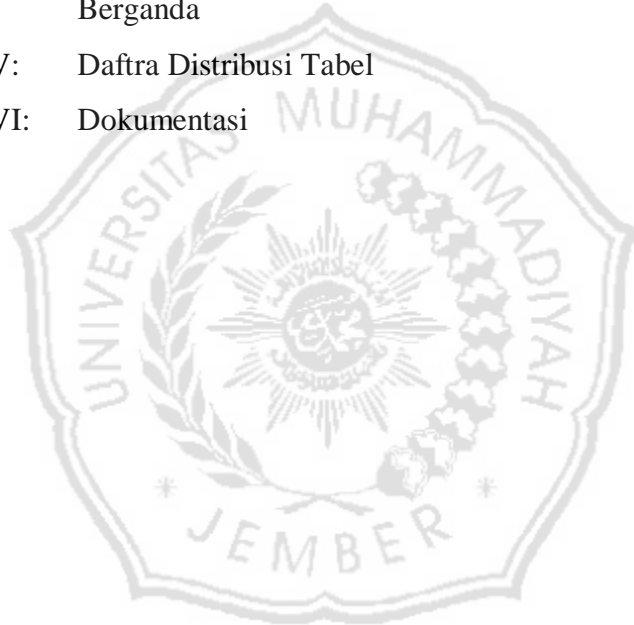 Berganda
V: Daftra Distribusi Tabel
VI: Dokumentasi
UNIVERSITAS MUHAMMADIYAH
* JEMBER *